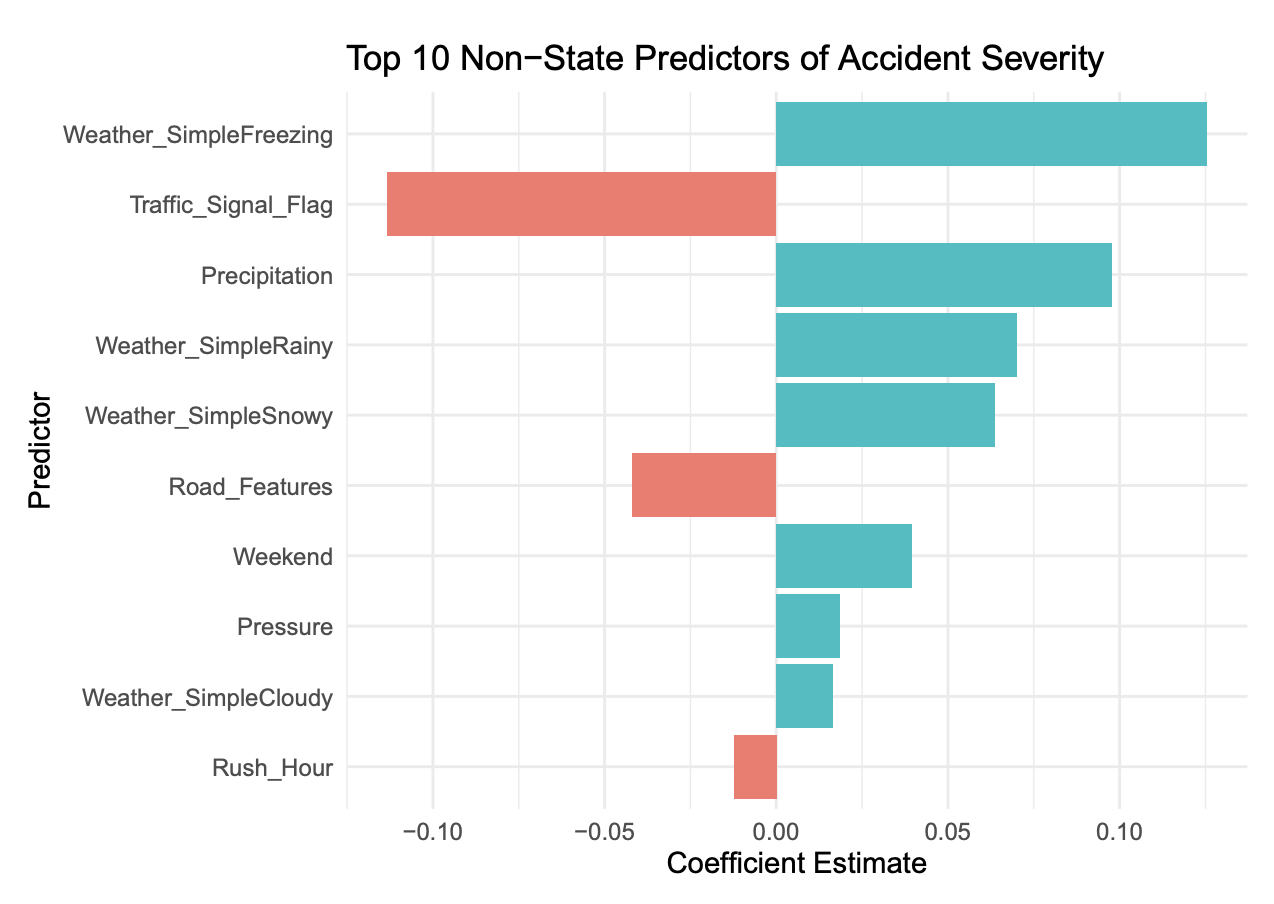 Top 10 Non−State Predictors of Accident Severity
Weather_SimpleFreezing
Traffic_Signal_Flag
Precipitation
Weather_SimpleRainy
Weather_SimpleSnowy
Road_Features
Weekend
Pressure
Weather_SimpleCloudy
Rush_Hour
Predictor
−0.10 −0.05 0.00 0.05 0.10
Coefficient Estimate